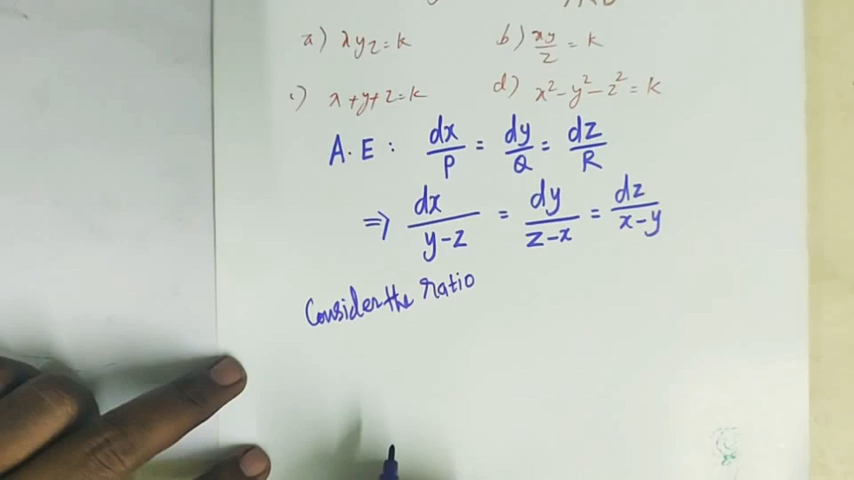 a) xyz=k b) xy/z = k
c) x+y+z=k d) x²-y²-z²=k
A.E: dx/P = dy/Q = dz/R
⇒ dx/y-z = dy/z-x = dz/x-y
Consider the ratio